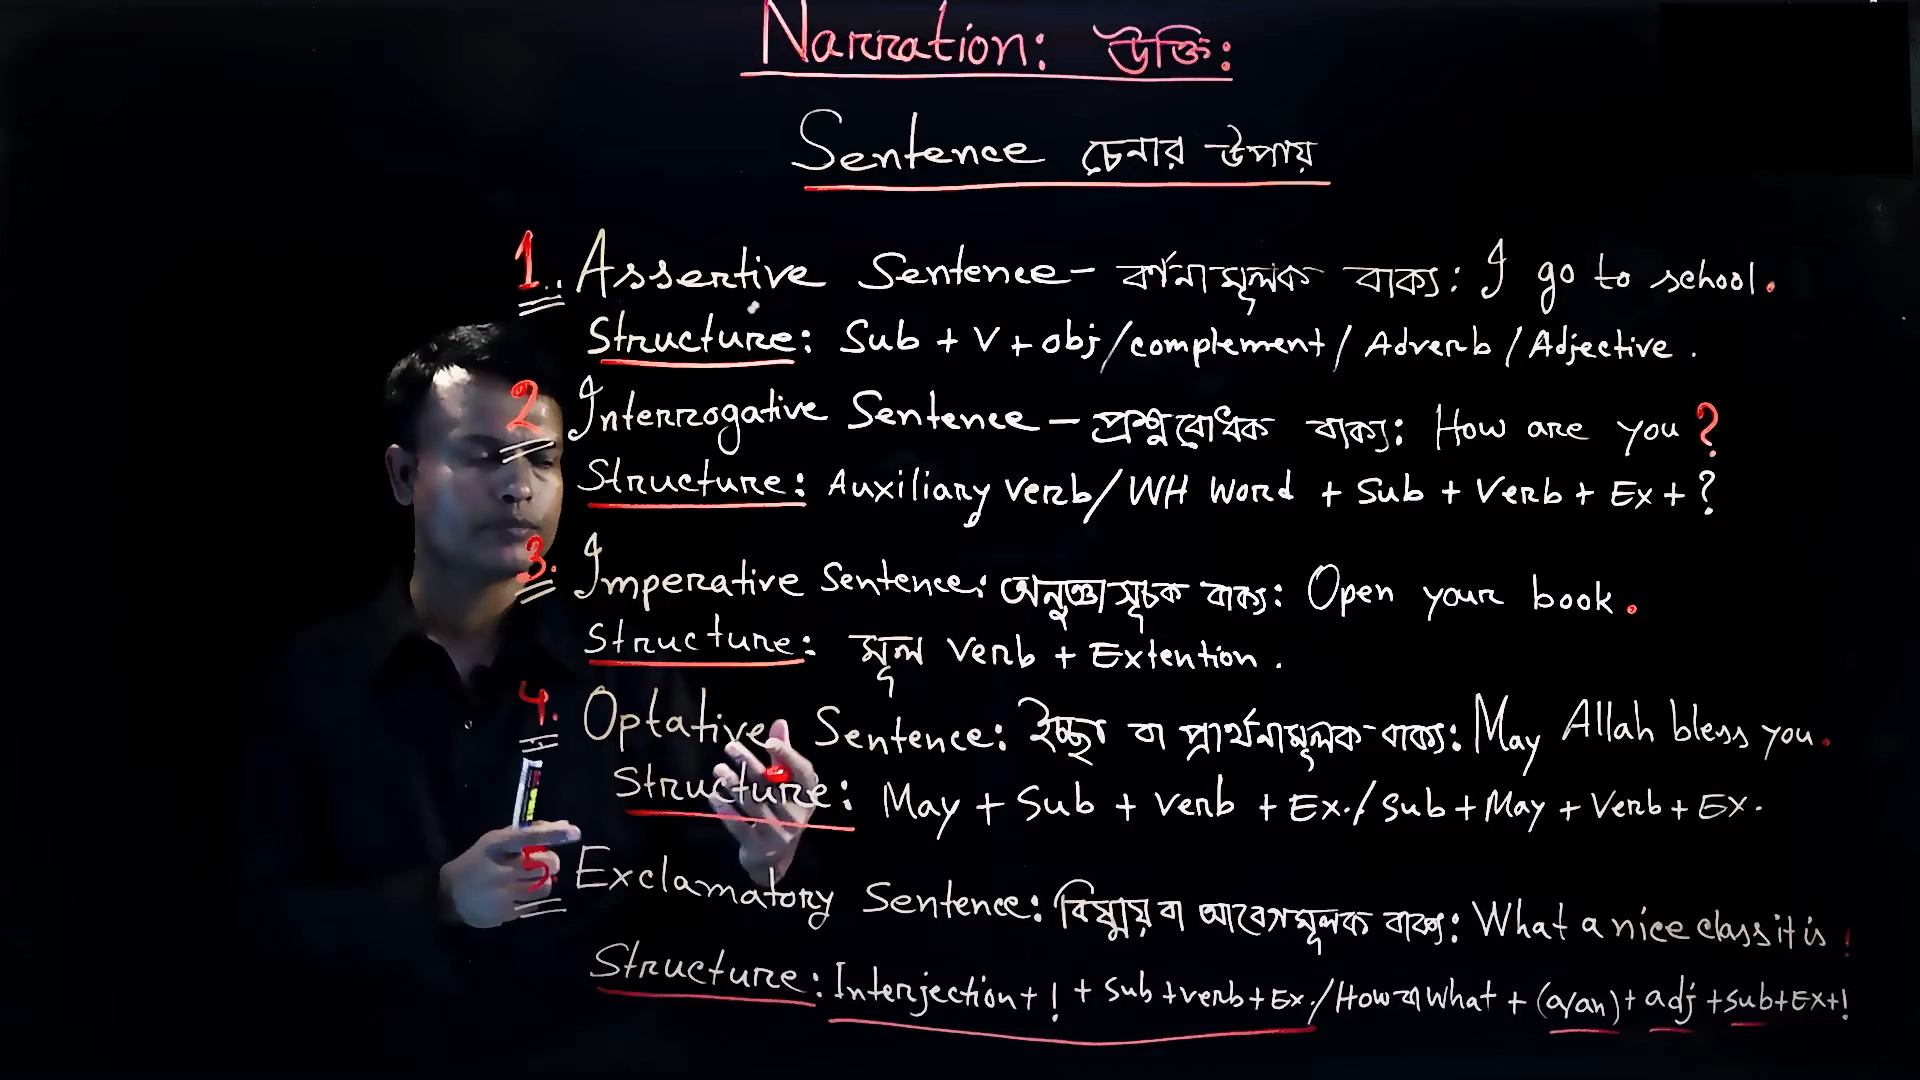 Narration: উক্তি:
Sentence চেনার উপায়
1. Assertive Sentence - বর্ণনামূলক বাক্য: I go to school.
Structure: Sub + V + obj/complement/Adverb/Adjective.
2 Interrogative Sentence - প্রশ্নবোধক বাক্য: How are you?
Structure: Auxiliary verb/WH Word + Sub + Verb + Ex + ?
3. Imperative Sentence: অনুজ্ঞাসূচক বাক্য: Open your book.
Structure: মূল Verb + Extention.
4. Optative Sentence: ইচ্ছা বা প্রার্থনামূলক-বাক্য: May Allah bless you.
Structure: May + Sub + Verb + Ex./Sub + May + Verb + Ex.
5. Exclamatory Sentence: বিষ্ময় বা আবেগমূলক বাক্য: What a nice class it is!
Structure: Interjection + ! + Sub + verb + Ex./How বা What + (a/an) + adj + sub + Ex + !